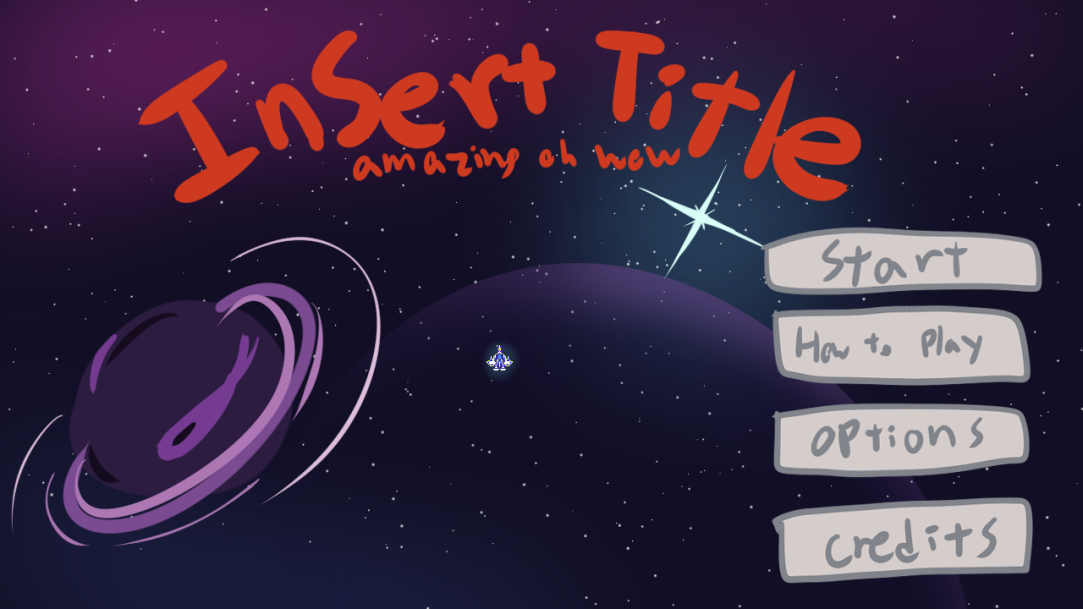 InSert Title
amazing oh wow
Start
How to Play
OPtions
Credits